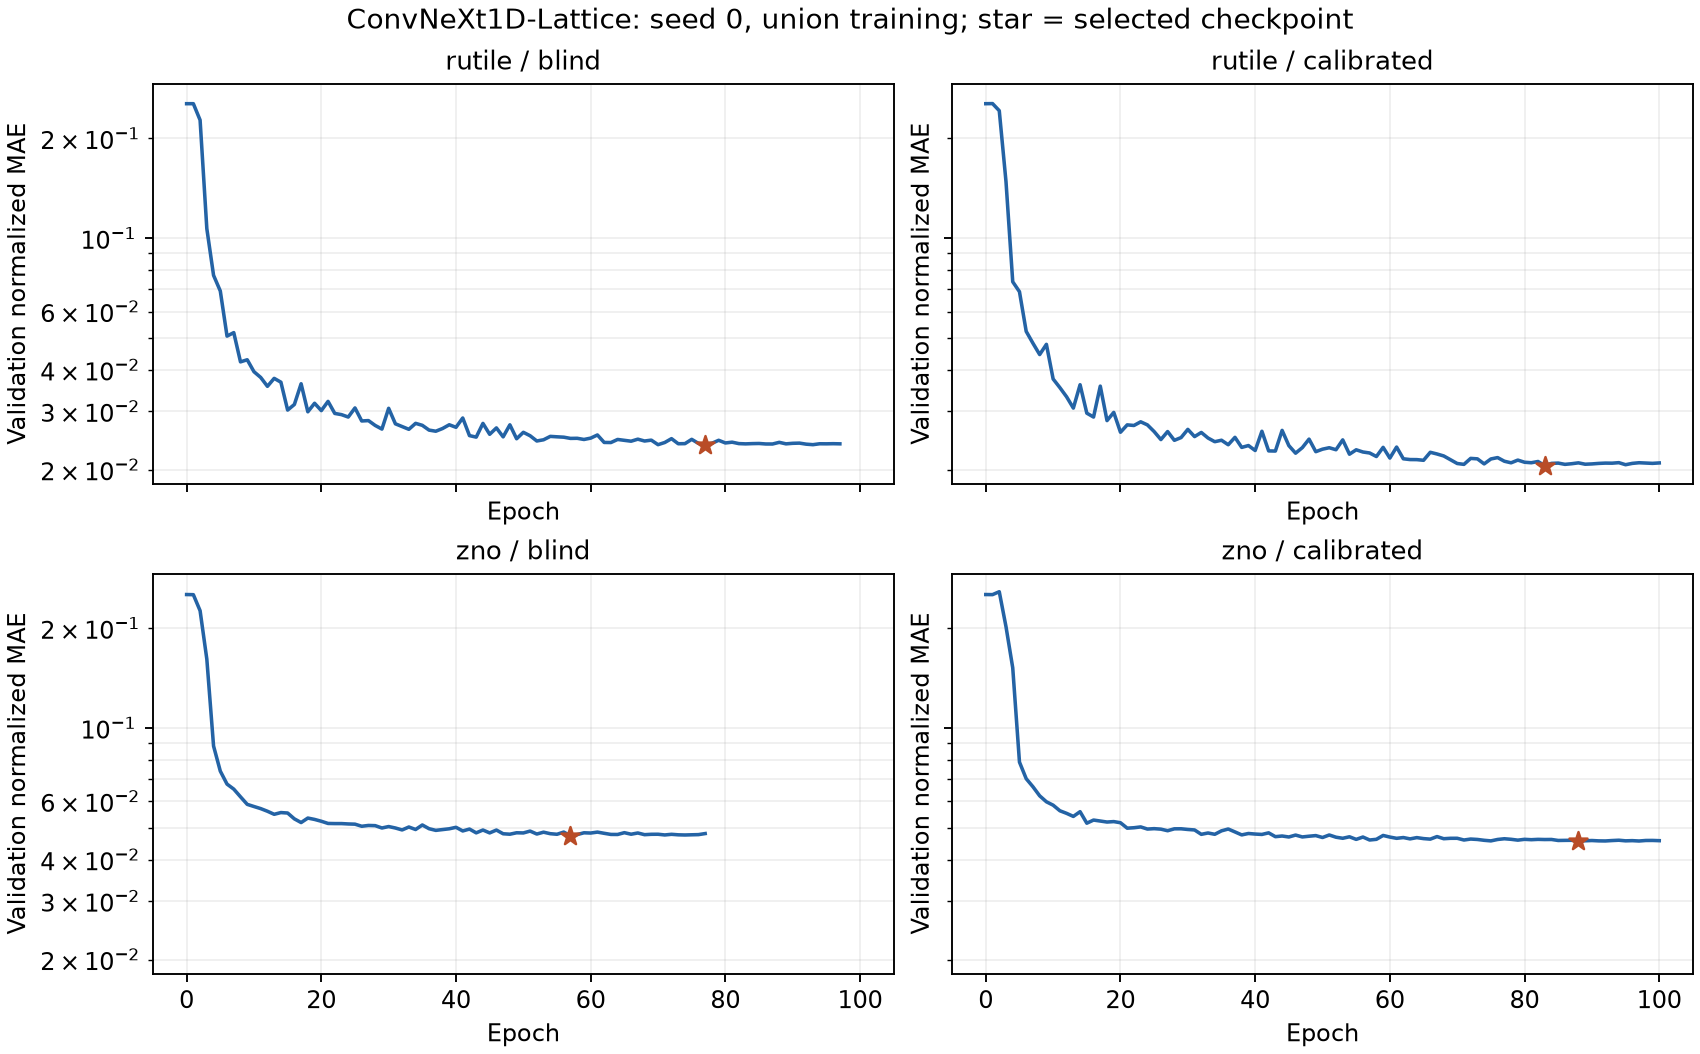 ConvNeXt1D-Lattice: seed 0, union training; star = selected checkpoint
rutile / blind
Validation normalized MAE
2 × 10⁻¹
10⁻¹
6 × 10⁻²
4 × 10⁻²
3 × 10⁻²
2 × 10⁻²
Epoch
rutile / calibrated
Validation normalized MAE
Epoch
zno / blind
Validation normalized MAE
2 × 10⁻¹
10⁻¹
6 × 10⁻²
4 × 10⁻²
3 × 10⁻²
2 × 10⁻²
0 20 40 60 80 100
Epoch
zno / calibrated
Validation normalized MAE
0 20 40 60 80 100
Epoch